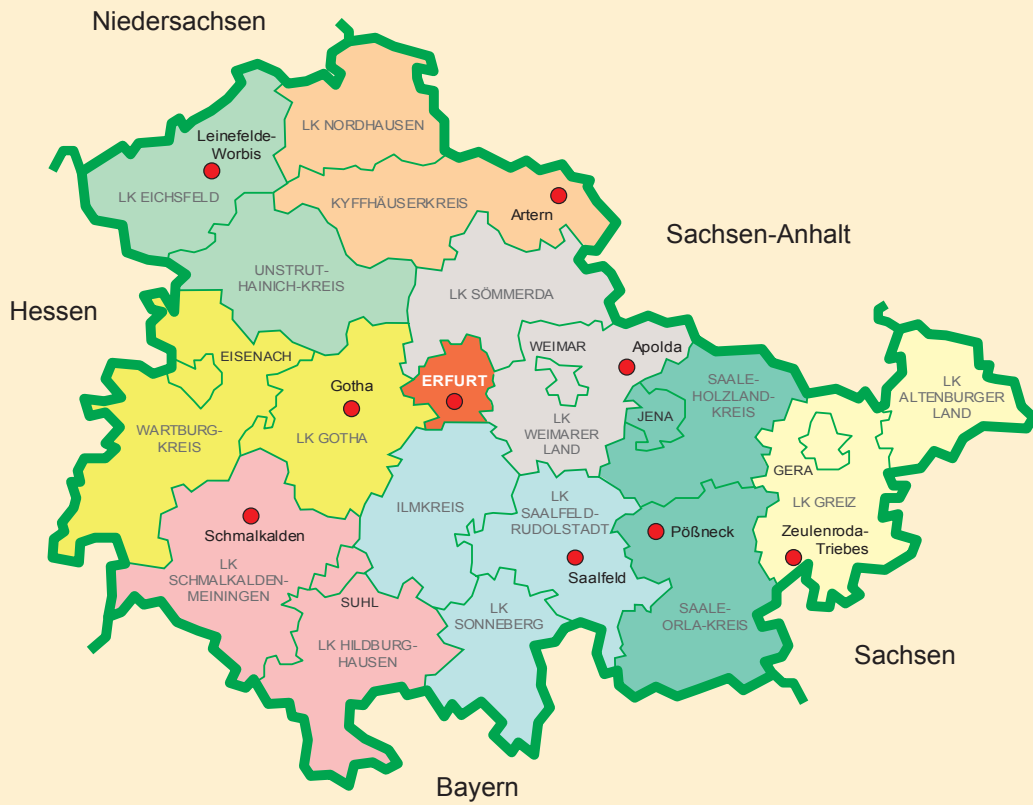 Niedersachsen
LK NORDHAUSEN
Leinefelde-
Worbis
LK EICHSFELD
KYFFHÄUSERKREIS
Artern
Sachsen-Anhalt
UNSTRUT-
HAINICH-KREIS
LK SÖMMERDA
Hessen
EISENACH
WEIMAR
Apolda
Gotha
ERFURT
SAALE-
HOLZLAND-
KREIS
LK
ALTENBURGER
LAND
WARTBURG-
KREIS
LK GOTHA
LK
WEIMARER
LAND
JENA
GERA
LK GREIZ
ILMKREIS
LK
SAALFELD-
RUDOLSTADT
Schmalkalden
Pößneck
Zeulenroda-
Triebes
LK
SCHMALKALDEN-
MEININGEN
Saalfeld
SUHL
LK
SONNEBERG
SAALE-
ORLA-KREIS
LK HILDBURG-
HAUSEN
Sachsen
Bayern